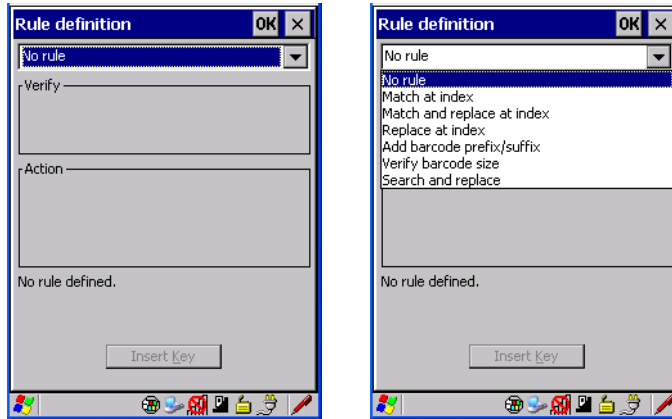 Rule definition OK ×
No rule
Verify
Action
No rule defined.
Insert Key
Rule definition OK ×
No rule
No rule
Match at index
Match and replace at index
Replace at index
Add barcode prefix/suffix
Verify barcode size
Search and replace
No rule defined.
Insert Key